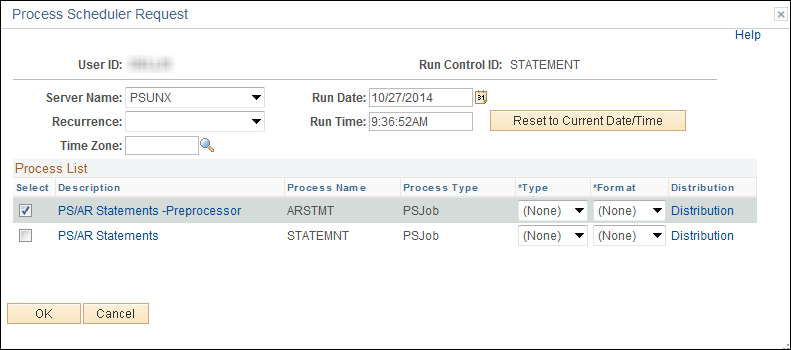 Process Scheduler Request
Help
User ID: Run Control ID: STATEMENT
Server Name: PSUNX Run Date: 10/27/2014 31
Recurrence: Run Time: 9:36:52AM Reset to Current Date/Time
Time Zone:
Process List
Select Description Process Name Process Type *Type *Format Distribution
PS/AR Statements -Preprocessor ARSTMT PSJob (None) (None) Distribution
PS/AR Statements STATEMNT PSJob (None) (None) Distribution
OK Cancel